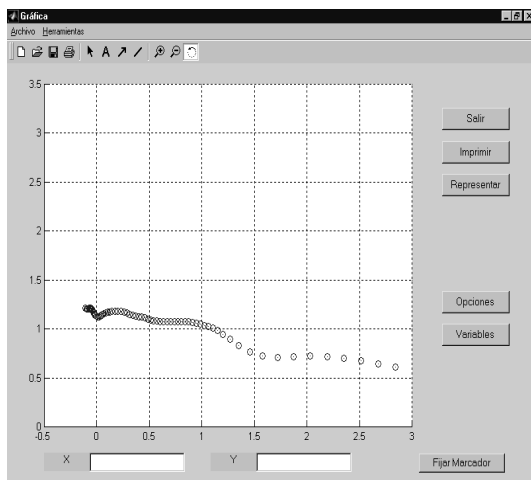 Gráfica
Archivo Herramientas
A
3.5
3
2.5
2
1.5
1
0.5
0
-0.5 0 0.5 1 1.5 2 2.5 3
Salir
Imprimir
Representar
Opciones
Variables
X Y Fijar Marcador